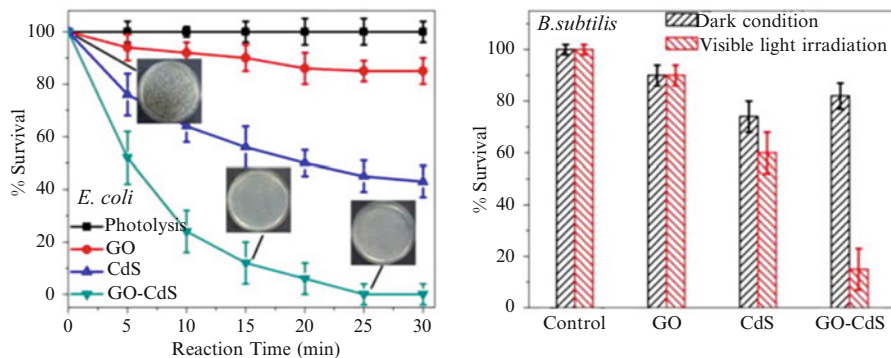 100
80
60
40
20
0
% Survival
E. coli
Photolysis
GO
CdS
GO-CdS
0 5 10 15 20 25 30
Reaction Time (min)
B.subtilis
Dark condition
Visible light irradiation
100
80
60
40
20
0
% Survival
Control GO CdS GO-CdS